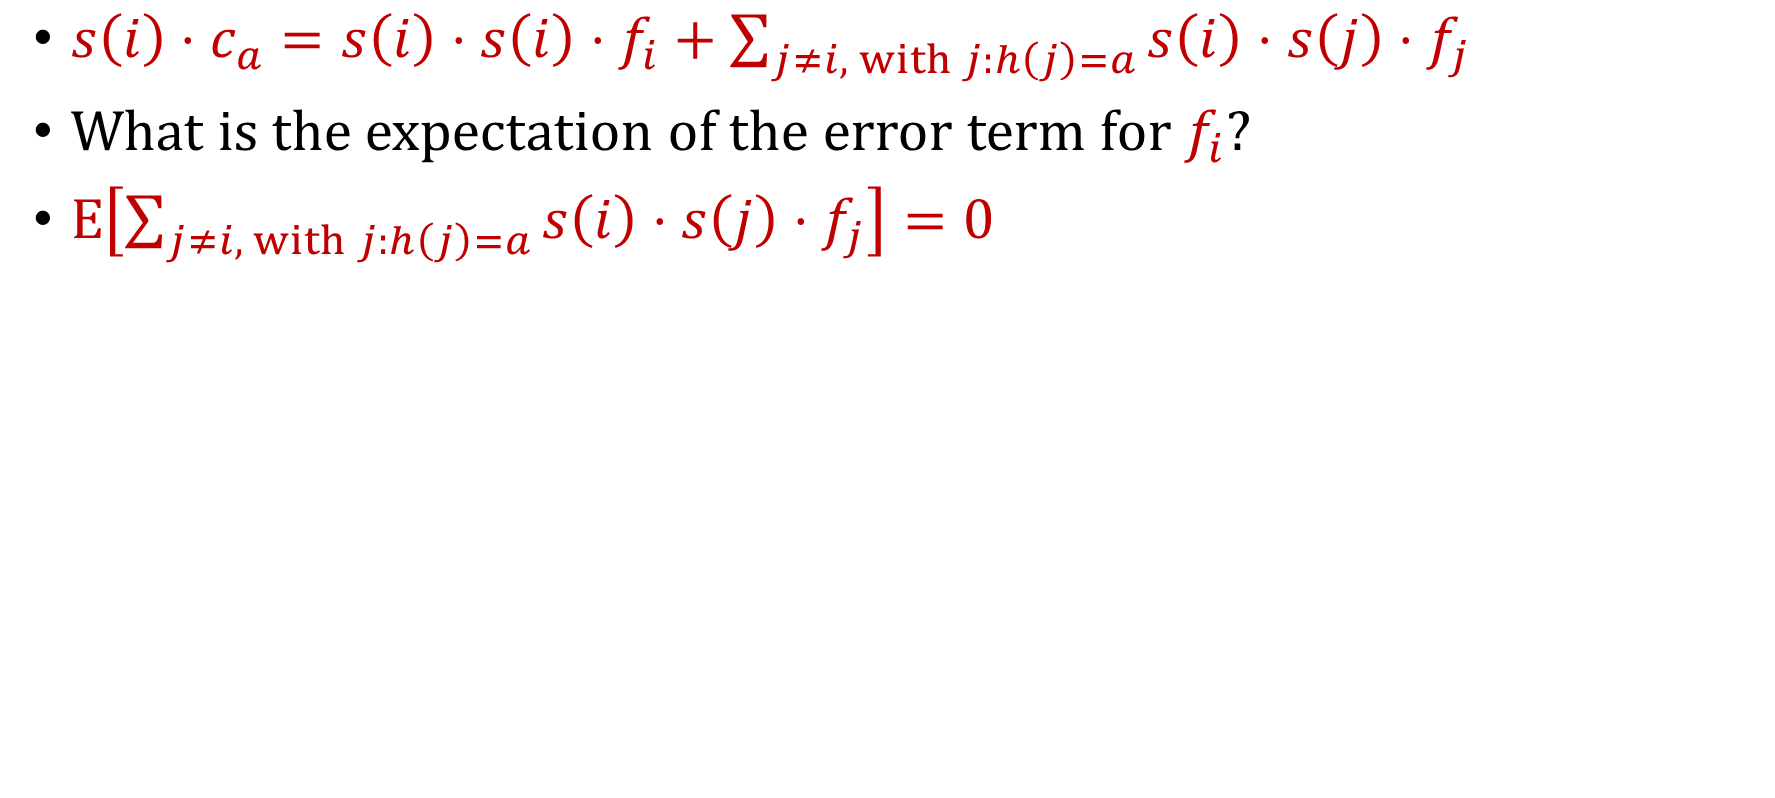 • s(i) · c_a = s(i) · s(i) · f_i + ∑_{j≠i, with j:h(j)=a} s(i) · s(j) · f_j
• What is the expectation of the error term for f_i?
• E[∑_{j≠i, with j:h(j)=a} s(i) · s(j) · f_j] = 0